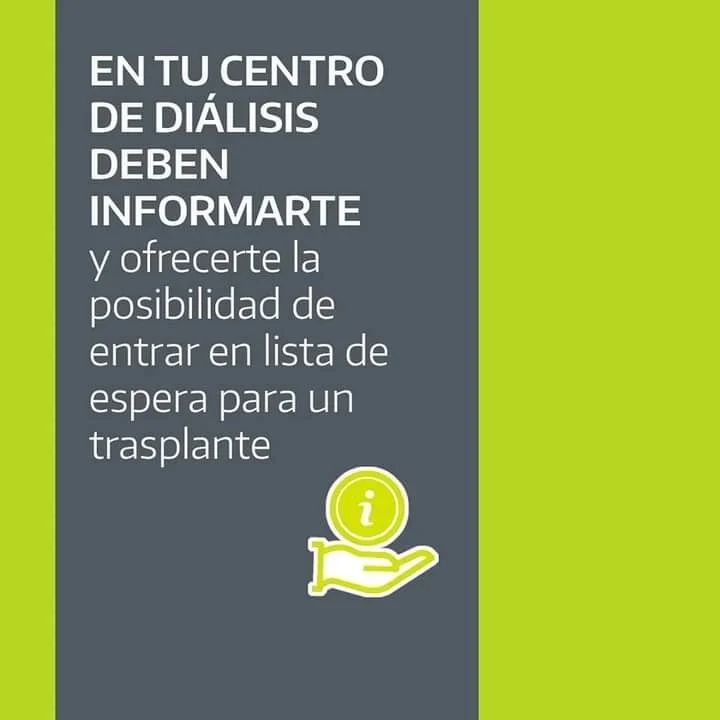 EN TU CENTRO
DE DIÁLISIS
DEBEN
INFORMARTE
y ofrecerte la
posibilidad de
entrar en lista de
espera para un
trasplante
i